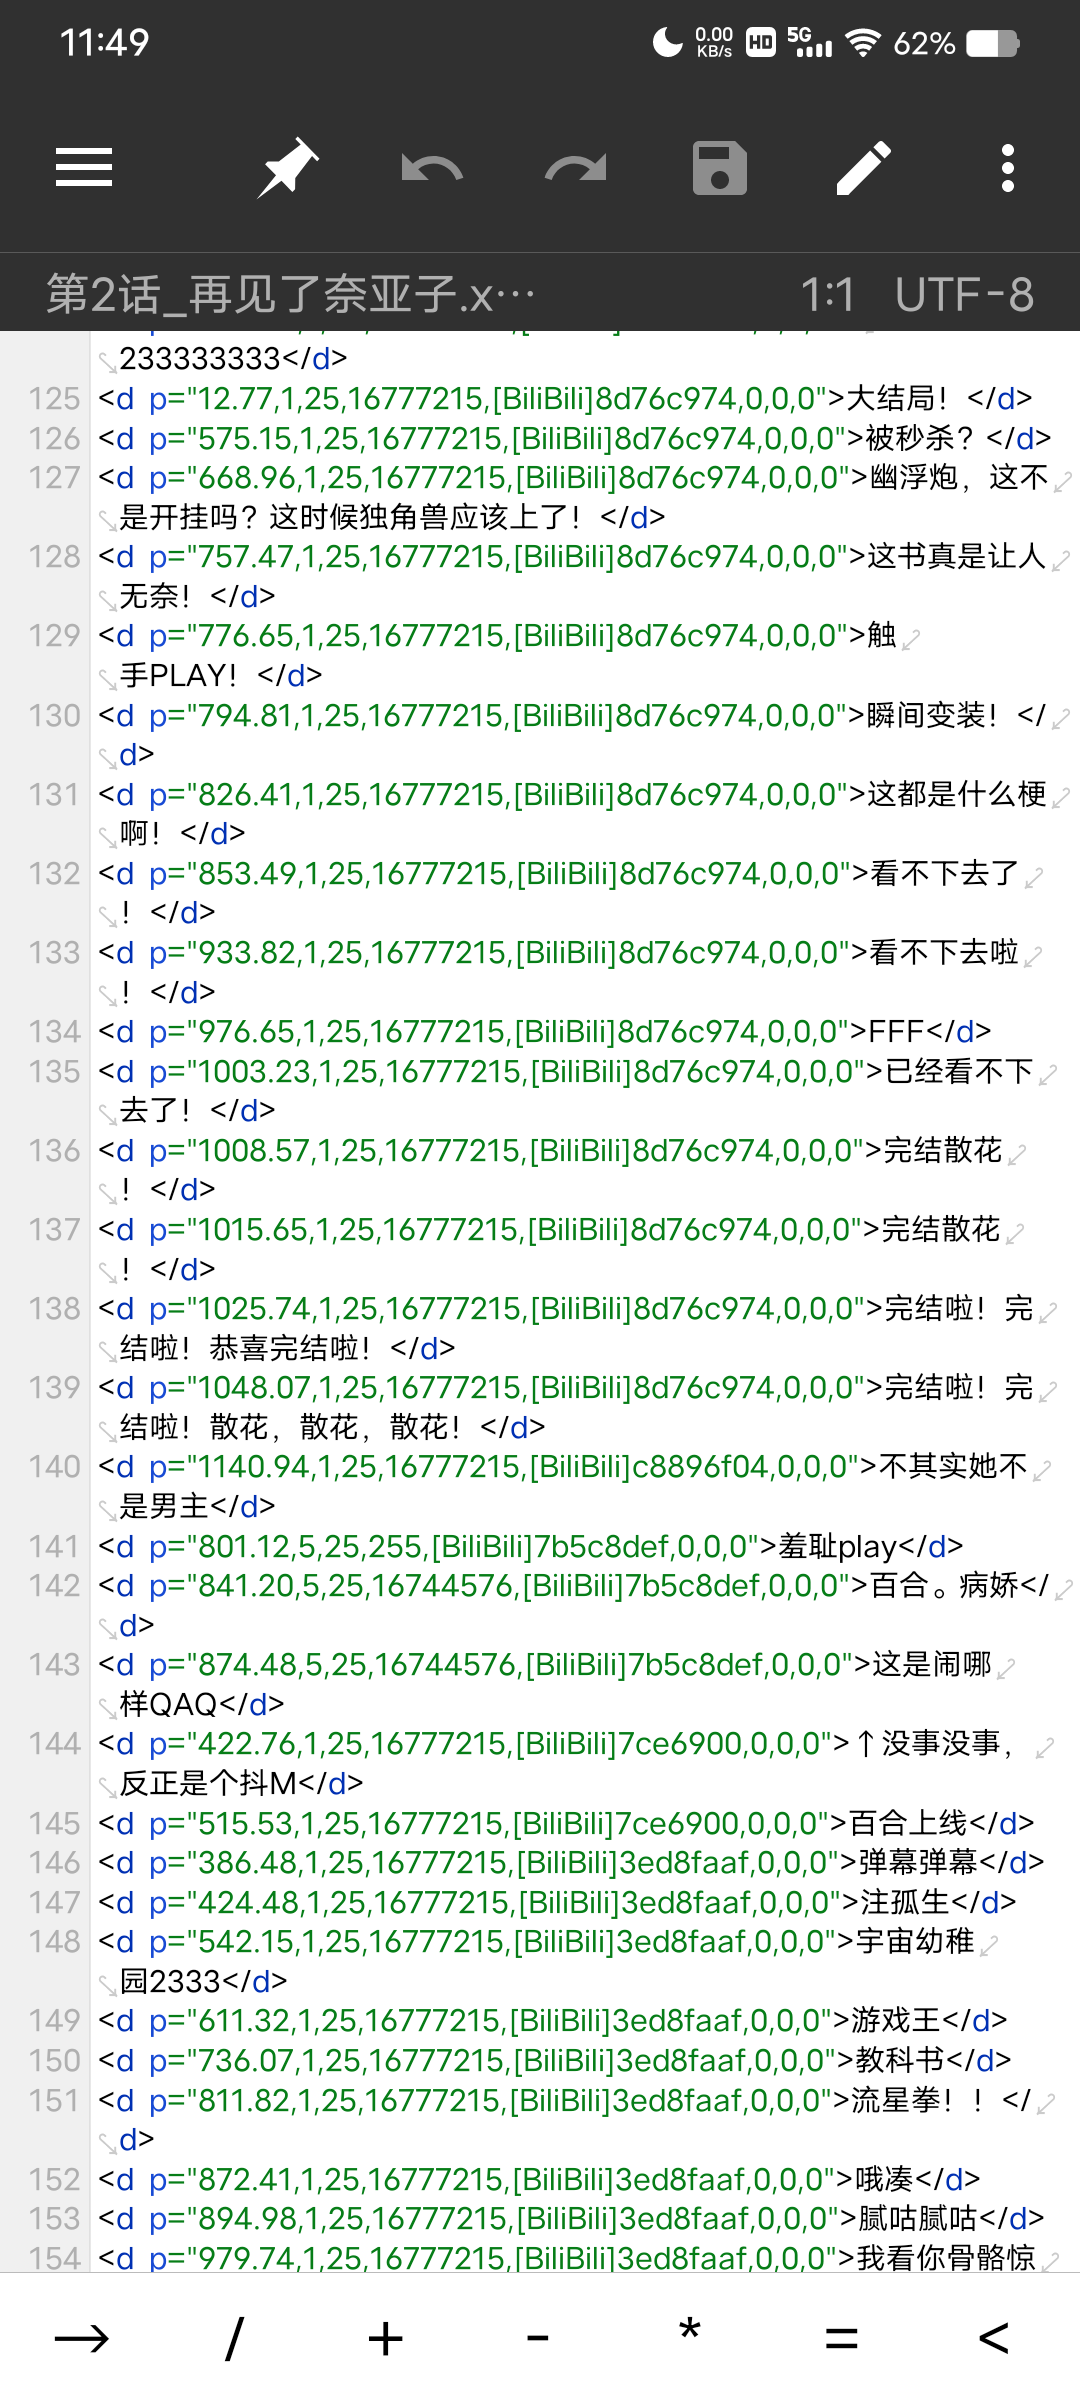 11:49
0.00 KB/s HD 5G 62%
第2话_再见了奈亚子.x… 1:1 UTF-8
233333333</d>
125 <d p="12.77,1,25,16777215,[BiliBili]8d76c974,0,0,0">大结局！</d>
126 <d p="575.15,1,25,16777215,[BiliBili]8d76c974,0,0,0">被秒杀？</d>
127 <d p="668.96,1,25,16777215,[BiliBili]8d76c974,0,0,0">幽浮炮，这不
是开挂吗？这时候独角兽应该上了！</d>
128 <d p="757.47,1,25,16777215,[BiliBili]8d76c974,0,0,0">这书真是让人
无奈！</d>
129 <d p="776.65,1,25,16777215,[BiliBili]8d76c974,0,0,0">触
手PLAY！</d>
130 <d p="794.81,1,25,16777215,[BiliBili]8d76c974,0,0,0">瞬间变装！</
d>
131 <d p="826.41,1,25,16777215,[BiliBili]8d76c974,0,0,0">这都是什么梗
啊！</d>
132 <d p="853.49,1,25,16777215,[BiliBili]8d76c974,0,0,0">看不下去了
！</d>
133 <d p="933.82,1,25,16777215,[BiliBili]8d76c974,0,0,0">看不下去啦
！</d>
134 <d p="976.65,1,25,16777215,[BiliBili]8d76c974,0,0,0">FFF</d>
135 <d p="1003.23,1,25,16777215,[BiliBili]8d76c974,0,0,0">已经看不下
去了！</d>
136 <d p="1008.57,1,25,16777215,[BiliBili]8d76c974,0,0,0">完结散花
！</d>
137 <d p="1015.65,1,25,16777215,[BiliBili]8d76c974,0,0,0">完结散花
！</d>
138 <d p="1025.74,1,25,16777215,[BiliBili]8d76c974,0,0,0">完结啦！完
结啦！恭喜完结啦！</d>
139 <d p="1048.07,1,25,16777215,[BiliBili]8d76c974,0,0,0">完结啦！完
结啦！散花，散花，散花！</d>
140 <d p="1140.94,1,25,16777215,[BiliBili]c8896f04,0,0,0">不其实她不
是男主</d>
141 <d p="801.12,5,25,255,[BiliBili]7b5c8def,0,0,0">羞耻play</d>
142 <d p="841.20,5,25,16744576,[BiliBili]7b5c8def,0,0,0">百合。病娇</
d>
143 <d p="874.48,5,25,16744576,[BiliBili]7b5c8def,0,0,0">这是闹哪
样QAQ</d>
144 <d p="422.76,1,25,16777215,[BiliBili]7ce6900,0,0,0">↑没事没事，
反正是个抖M</d>
145 <d p="515.53,1,25,16777215,[BiliBili]7ce6900,0,0,0">百合上线</d>
146 <d p="386.48,1,25,16777215,[BiliBili]3ed8faaf,0,0,0">弹幕弹幕</d>
147 <d p="424.48,1,25,16777215,[BiliBili]3ed8faaf,0,0,0">注孤生</d>
148 <d p="542.15,1,25,16777215,[BiliBili]3ed8faaf,0,0,0">宇宙幼稚
园2333</d>
149 <d p="611.32,1,25,16777215,[BiliBili]3ed8faaf,0,0,0">游戏王</d>
150 <d p="736.07,1,25,16777215,[BiliBili]3ed8faaf,0,0,0">教科书</d>
151 <d p="811.82,1,25,16777215,[BiliBili]3ed8faaf,0,0,0">流星拳！！</
d>
152 <d p="872.41,1,25,16777215,[BiliBili]3ed8faaf,0,0,0">哦凑</d>
153 <d p="894.98,1,25,16777215,[BiliBili]3ed8faaf,0,0,0">腻咕腻咕</d>
154 <d p="979.74,1,25,16777215,[BiliBili]3ed8faaf,0,0,0">我看你骨骼惊
→ / + - * = <